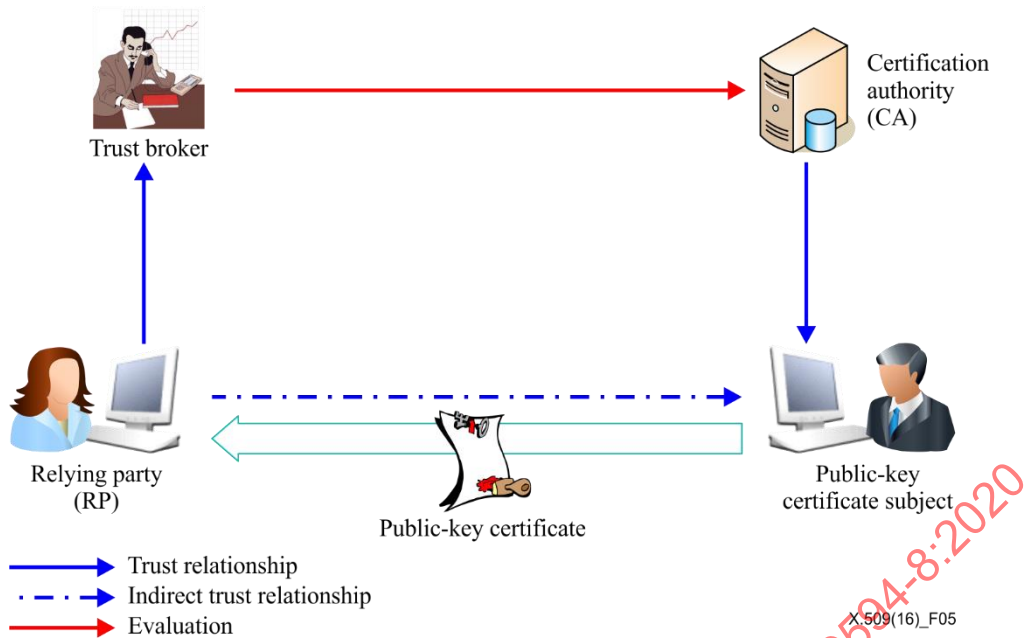 Trust broker
Certification
authority
(CA)
Relying party
(RP)
Public-key certificate
Public-key
certificate subject
Trust relationship
Indirect trust relationship
Evaluation
X.509(16)_F05
9594-8:2020